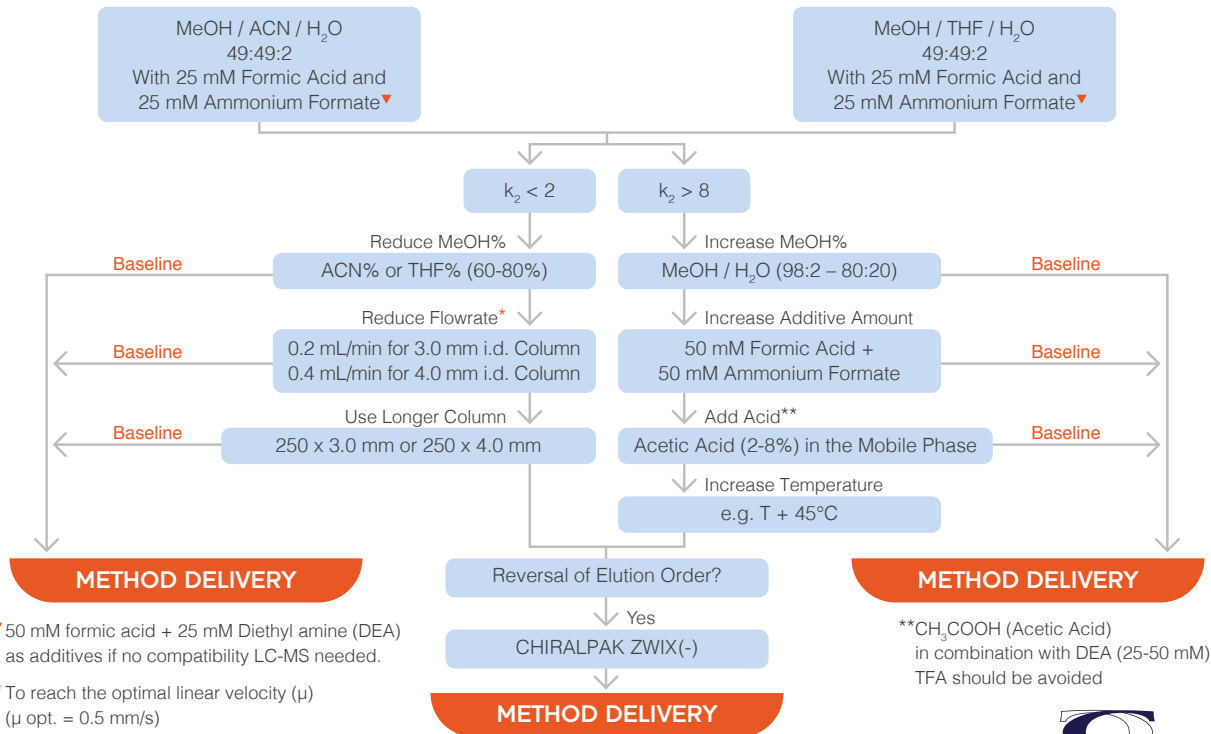 MeOH / ACN / H₂O
49:49:2
With 25 mM Formic Acid and
25 mM Ammonium Formate▼
MeOH / THF / H₂O
49:49:2
With 25 mM Formic Acid and
25 mM Ammonium Formate▼
k₂ < 2
k₂ > 8
Reduce MeOH%
Increase MeOH%
Baseline
ACN% or THF% (60-80%)
MeOH / H₂O (98:2 – 80:20)
Baseline
Reduce Flowrate*
Increase Additive Amount
Baseline
0.2 mL/min for 3.0 mm i.d. Column
0.4 mL/min for 4.0 mm i.d. Column
50 mM Formic Acid +
50 mM Ammonium Formate
Baseline
Use Longer Column
Add Acid**
Baseline
250 x 3.0 mm or 250 x 4.0 mm
Acetic Acid (2-8%) in the Mobile Phase
Baseline
Increase Temperature
e.g. T + 45°C
METHOD DELIVERY
Reversal of Elution Order?
METHOD DELIVERY
Yes
CHIRALPAK ZWIX(-)
METHOD DELIVERY
50 mM formic acid + 25 mM Diethyl amine (DEA)
as additives if no compatibility LC-MS needed.
* To reach the optimal linear velocity (µ)
(µ opt. = 0.5 mm/s)
**CH₃COOH (Acetic Acid)
in combination with DEA (25-50 mM)
TFA should be avoided